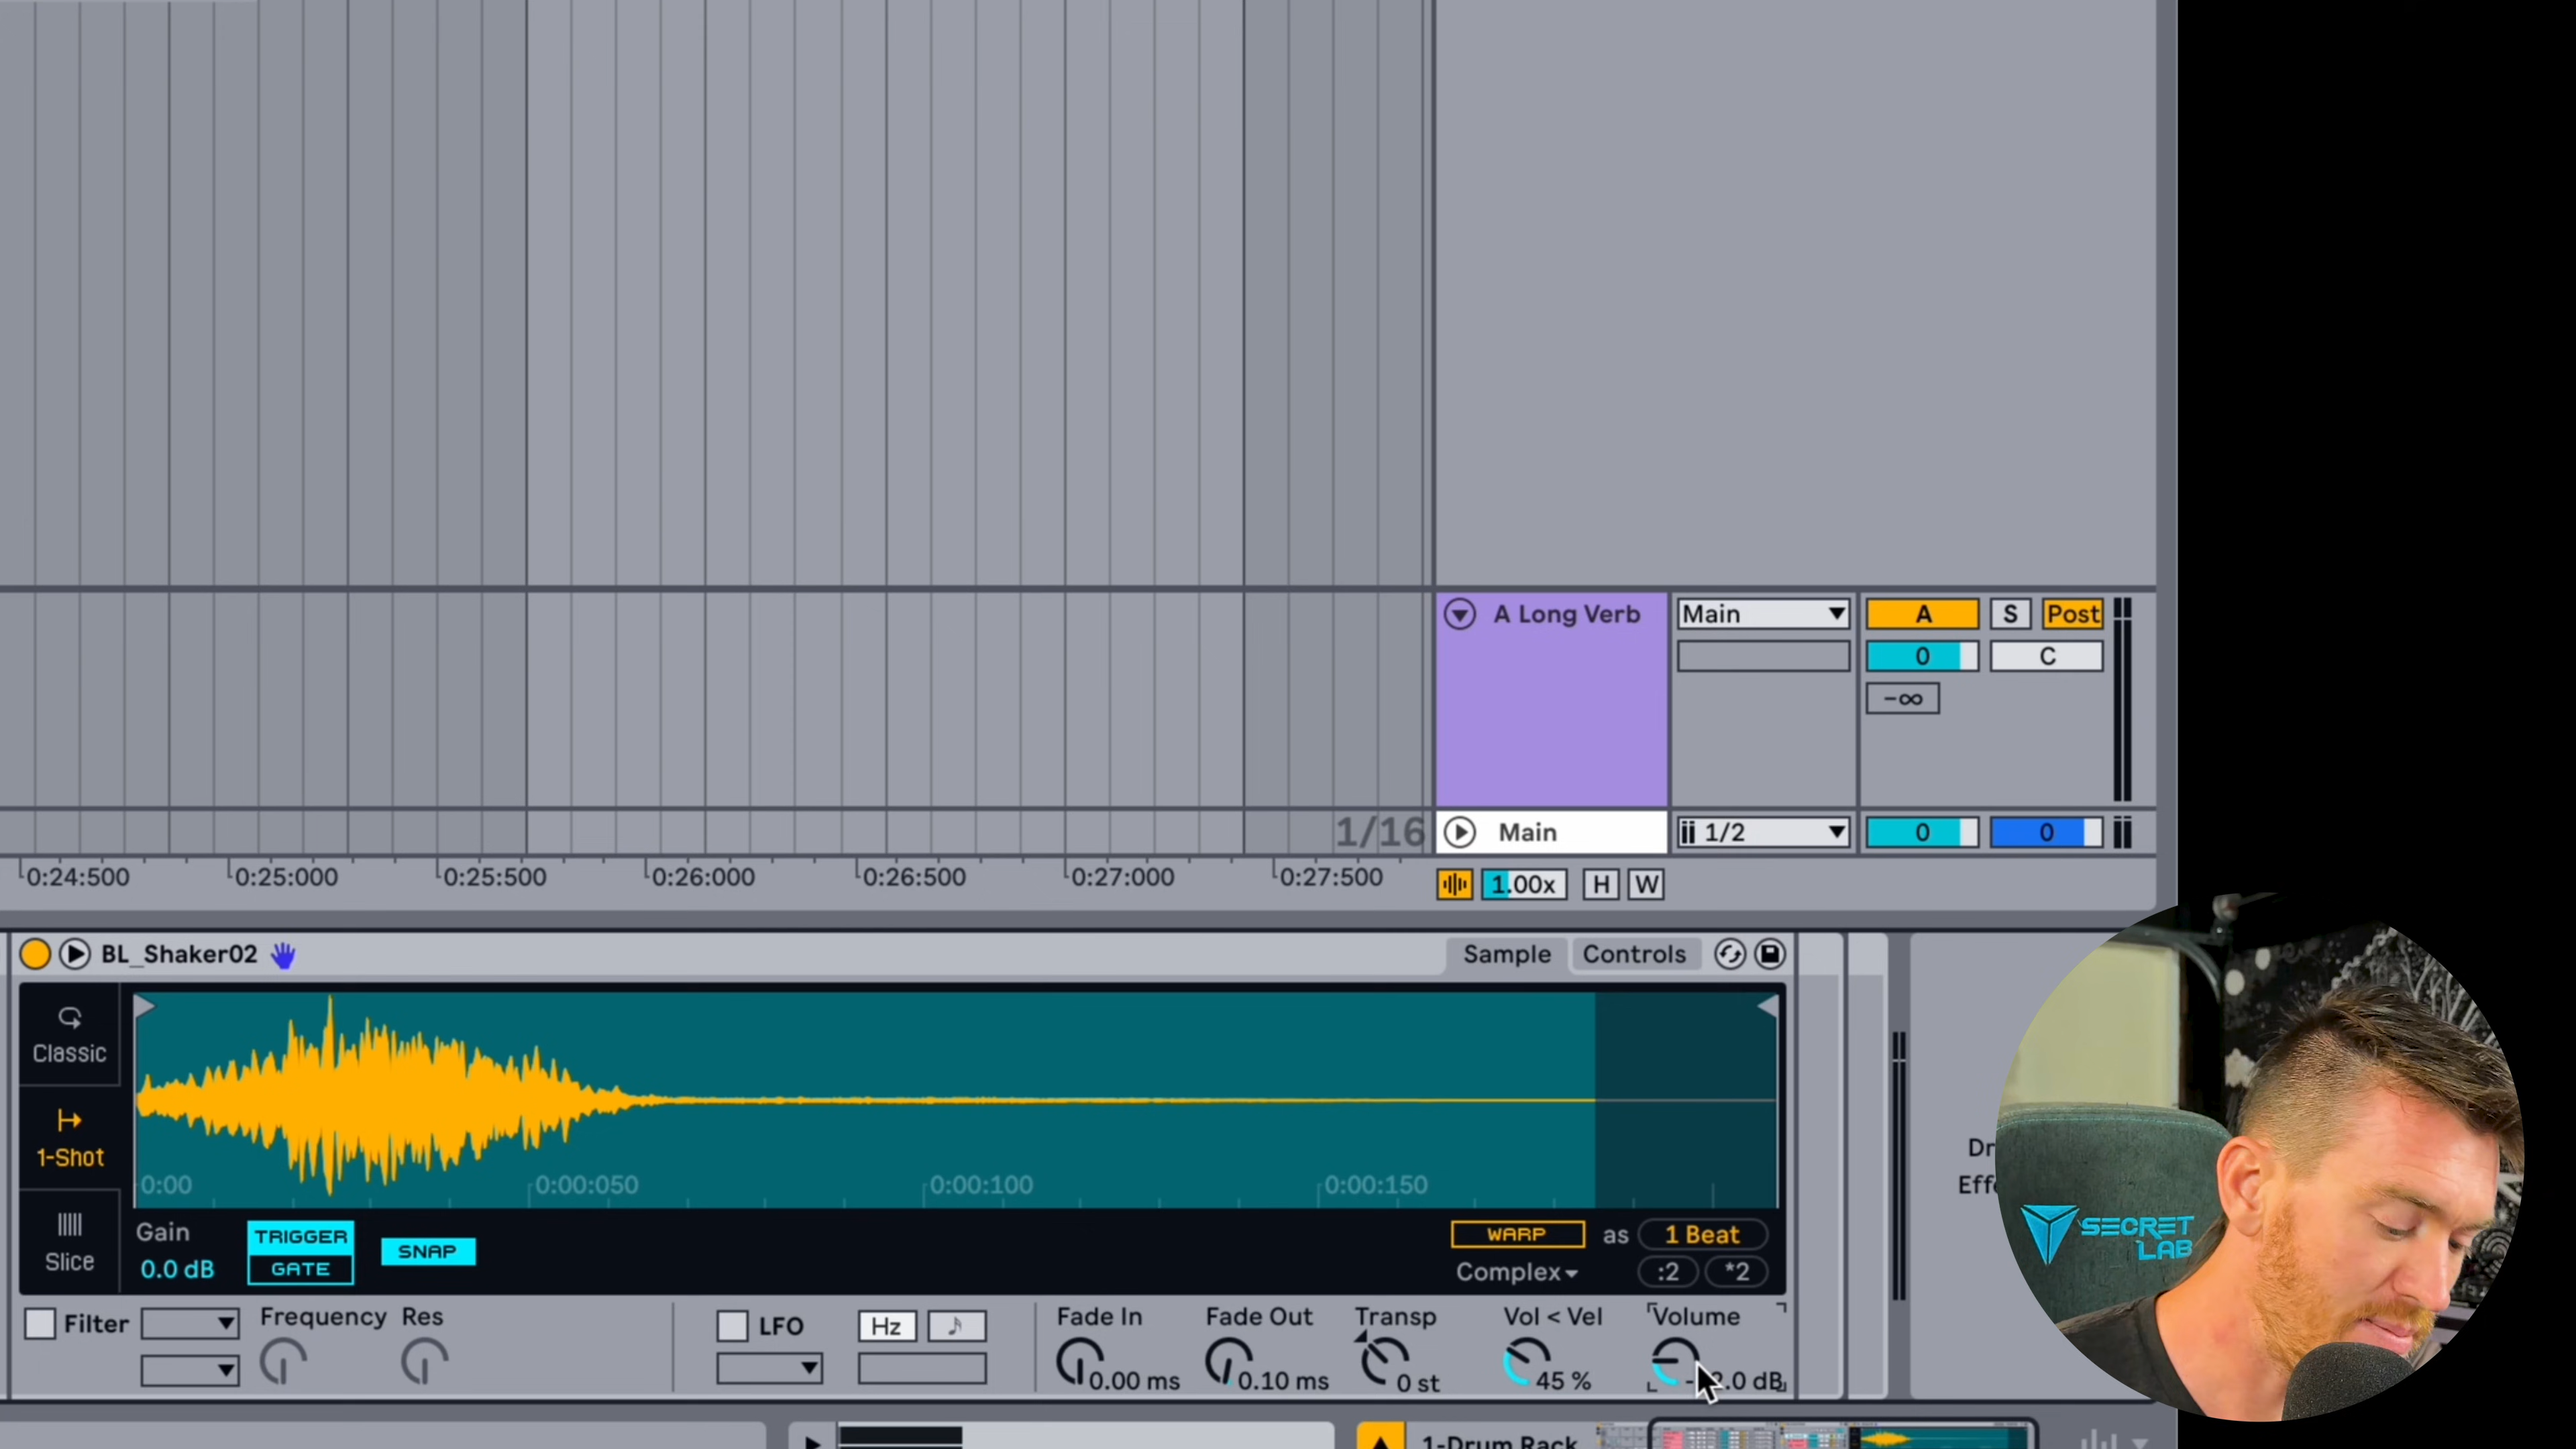 A Long Verb
Main
A
S
Post
0
C
-∞
1/16
Main
1/2
0
0
0:24:500
0:25:000
0:25:500
0:26:000
0:26:500
0:27:000
0:27:500
1.00x
H
W
BL_Shaker02
Sample
Controls
Classic
1-Shot
Slice
0:00
0:00:050
0:00:100
0:00:150
Gain
0.0 dB
TRIGGER
GATE
SNAP
WARP
as
1 Beat
Complex
:2
*2
Filter
Frequency
Res
LFO
Hz
Fade In
0.00 ms
Fade Out
0.10 ms
Transp
0 st
Vol < Vel
45 %
Volume
.0 dB
1-Drum Rack
SECRET
LAB